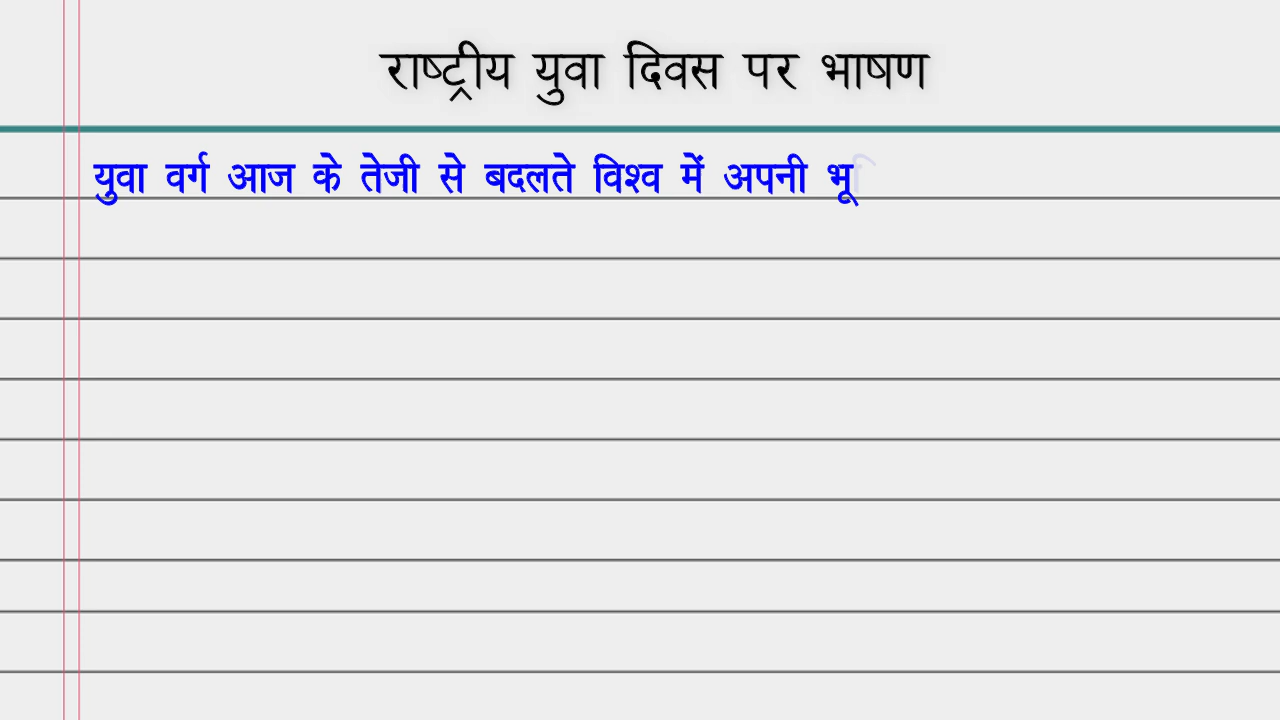 राष्ट्रीय युवा दिवस पर भाषण
युवा वर्ग आज के तेजी से बदलते विश्व में अपनी भू